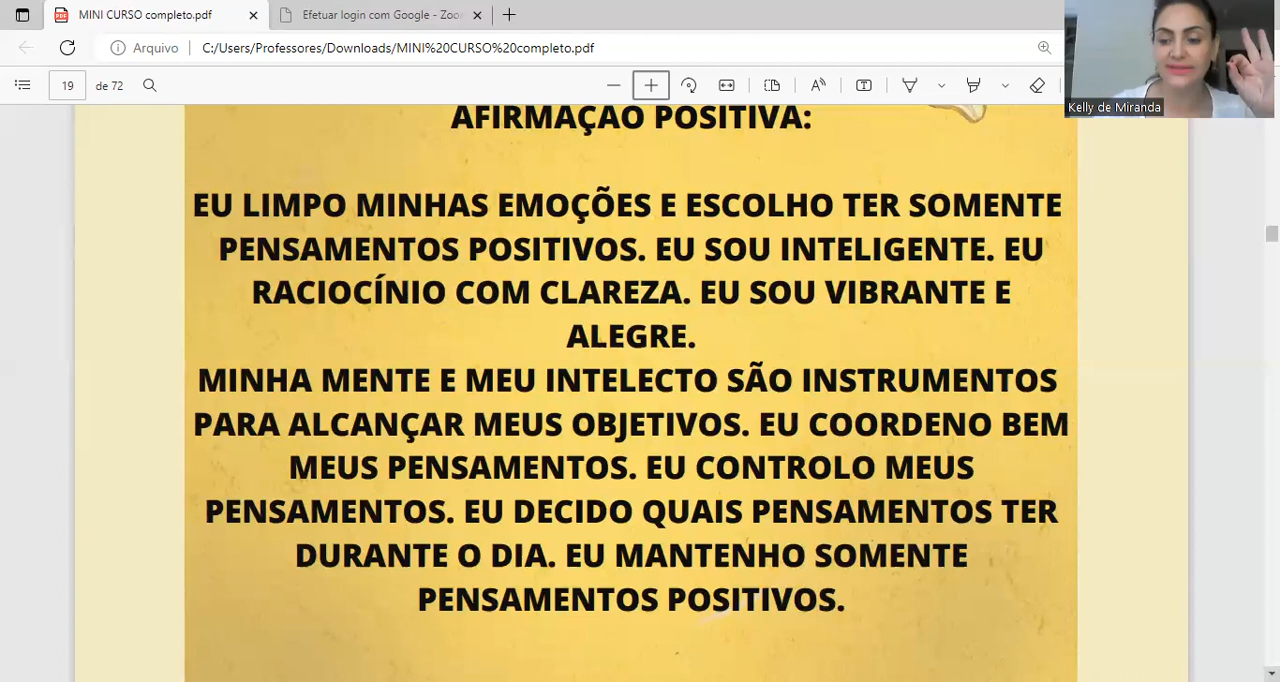 MINI CURSO completo.pdf
Efetuar login com Google - Zoo
Arquivo
C:/Users/Professores/Downloads/MINI%20CURSO%20completo.pdf
19 de 72
Kelly de Miranda
AFIRMAÇÃO POSITIVA:
EU LIMPO MINHAS EMOÇÕES E ESCOLHO TER SOMENTE
PENSAMENTOS POSITIVOS. EU SOU INTELIGENTE. EU
RACIOCÍNIO COM CLAREZA. EU SOU VIBRANTE E
ALEGRE.
MINHA MENTE E MEU INTELECTO SÃO INSTRUMENTOS
PARA ALCANÇAR MEUS OBJETIVOS. EU COORDENO BEM
MEUS PENSAMENTOS. EU CONTROLO MEUS
PENSAMENTOS. EU DECIDO QUAIS PENSAMENTOS TER
DURANTE O DIA. EU MANTENHO SOMENTE
PENSAMENTOS POSITIVOS.